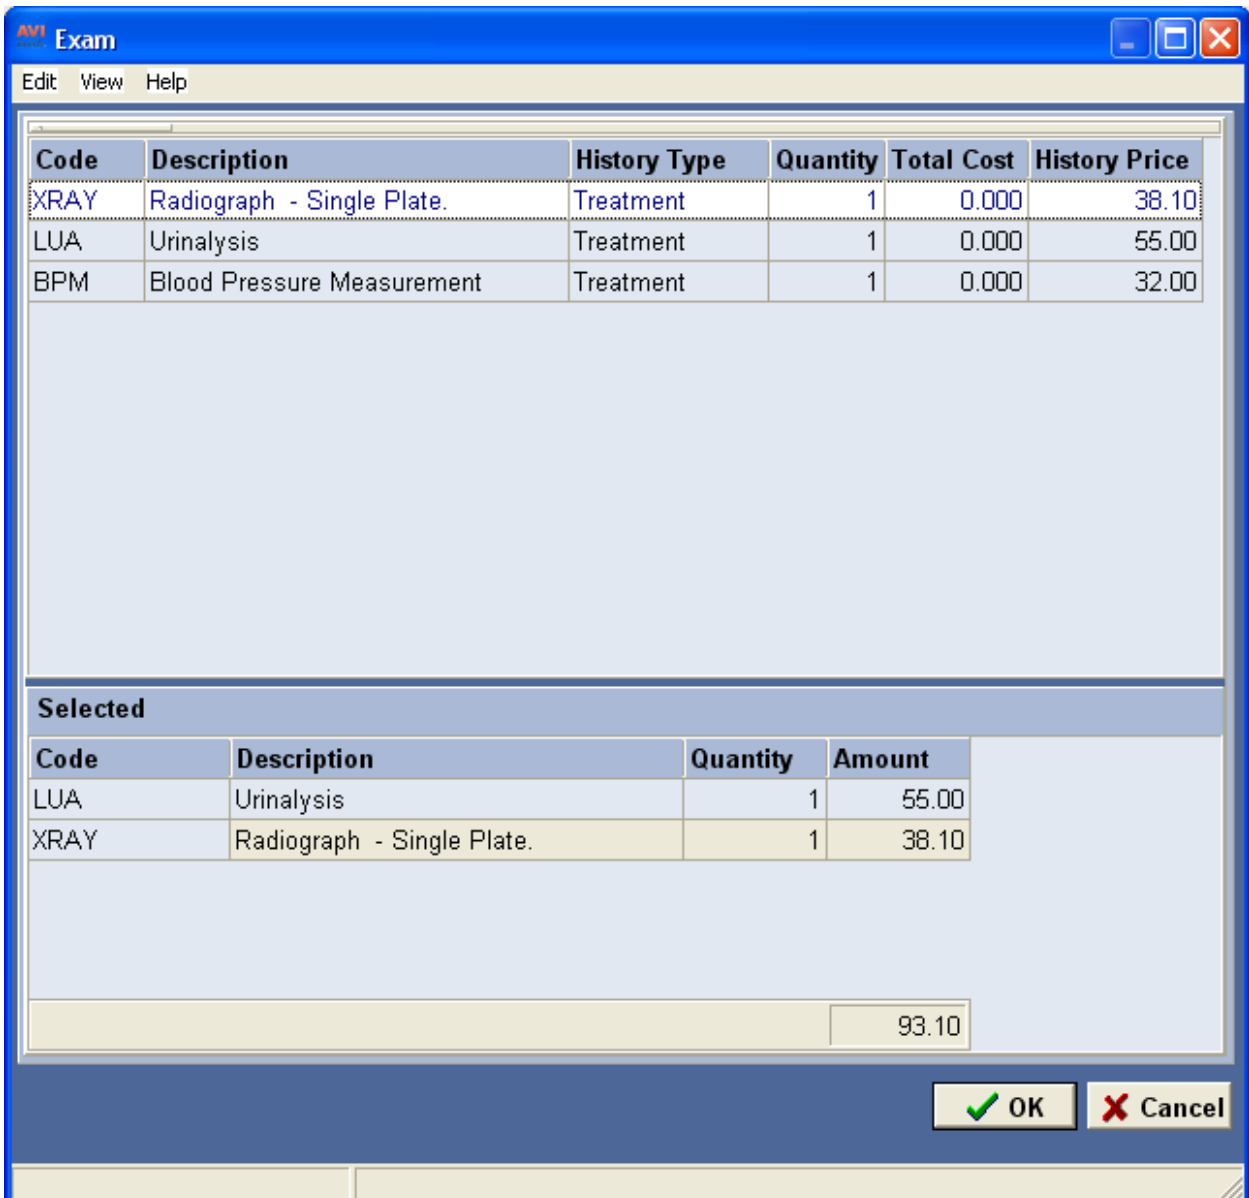 AVI Exam
Edit View Help
Code Description History Type Quantity Total Cost History Price
XRAY Radiograph - Single Plate. Treatment 1 0.000 38.10
LUA Urinalysis Treatment 1 0.000 55.00
BPM Blood Pressure Measurement Treatment 1 0.000 32.00
Selected
Code Description Quantity Amount
LUA Urinalysis 1 55.00
XRAY Radiograph - Single Plate. 1 38.10
93.10
OK Cancel